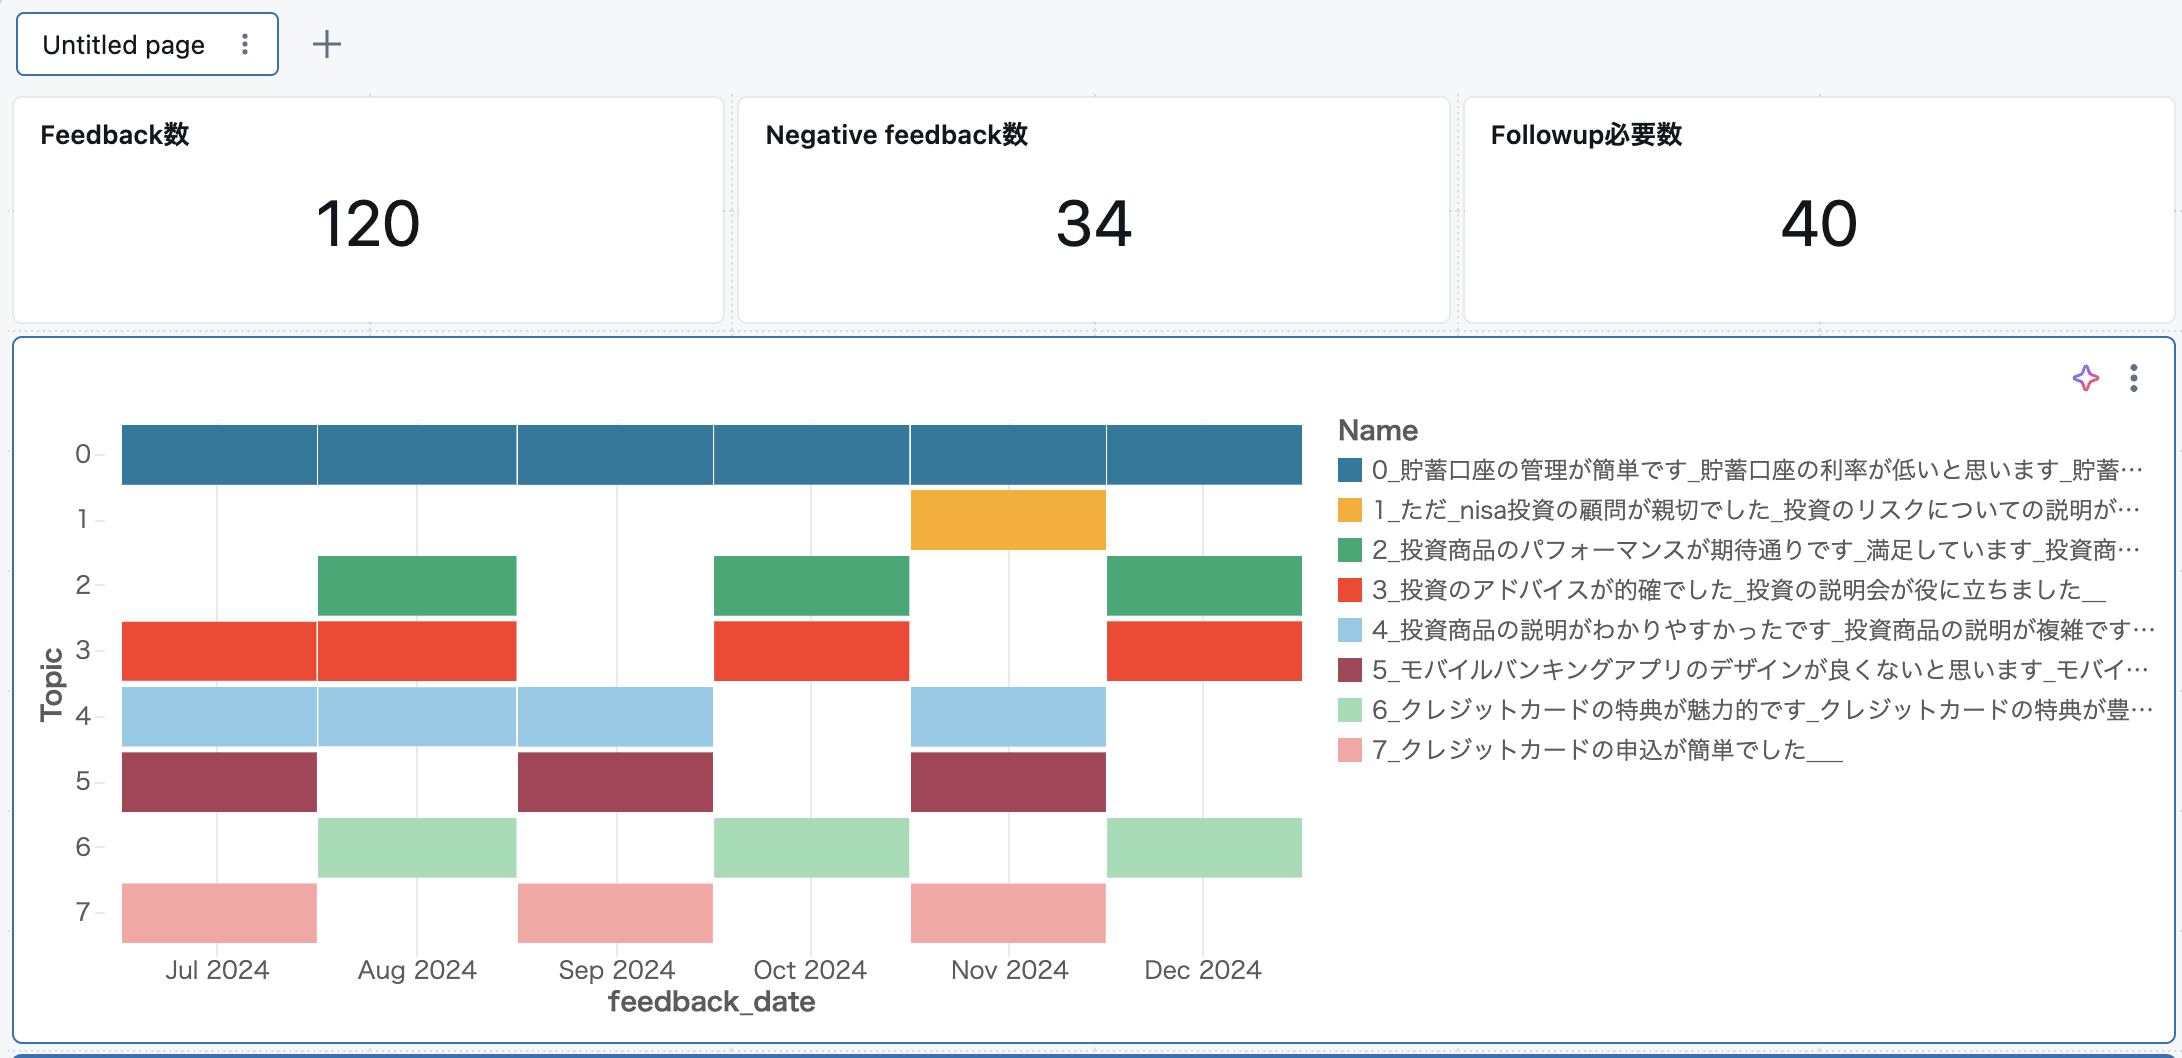 Untitled page
Feedback数
120
Negative feedback数
34
Followup必要数
40
Topic
0
1
2
3
4
5
6
7
Jul 2024
Aug 2024
Sep 2024
Oct 2024
Nov 2024
Dec 2024
feedback_date
Name
0_貯蓄口座の管理が簡単です_貯蓄口座の利率が低いと思います_貯蓄…
1_ただ_nisa投資の顧問が親切でした_投資のリスクについての説明が…
2_投資商品のパフォーマンスが期待通りです_満足しています_投資商…
3_投資のアドバイスが的確でした_投資の説明会が役に立ちました__
4_投資商品の説明がわかりやすかったです_投資商品の説明が複雑です…
5_モバイルバンキングアプリのデザインが良くないと思います_モバイ…
6_クレジットカードの特典が魅力的です_クレジットカードの特典が豊…
7_クレジットカードの申込が簡単でした___